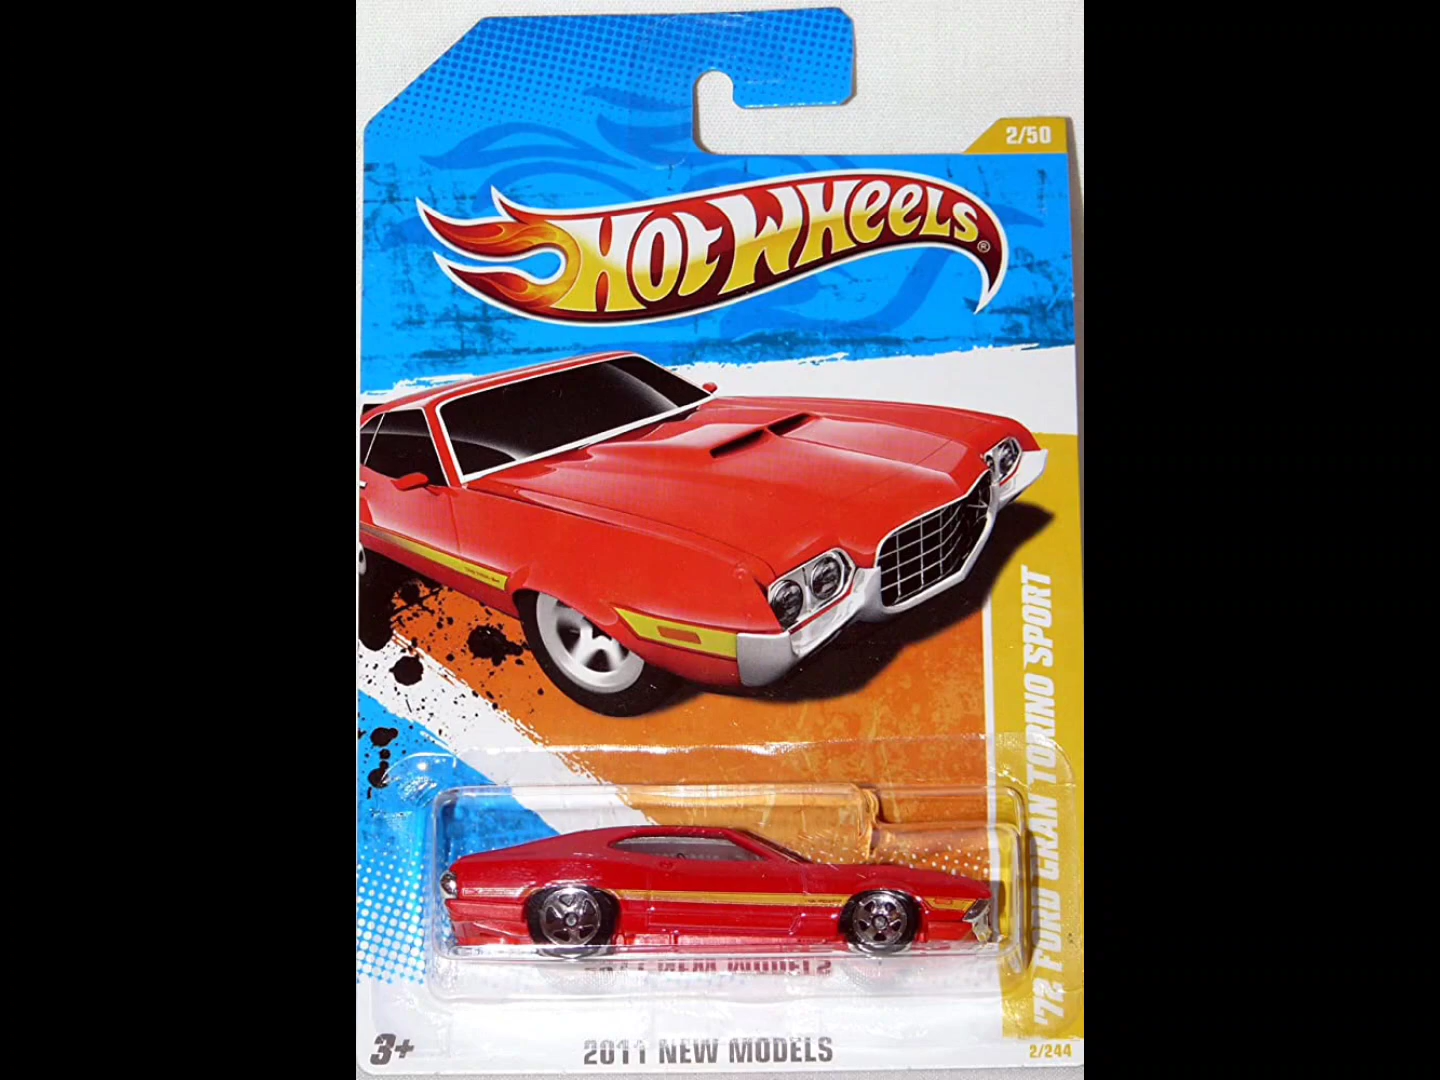 2/50
HOT WHEELS®
'72 FORD GRAN TORINO SPORT
3+
2011 NEW MODELS
2/244